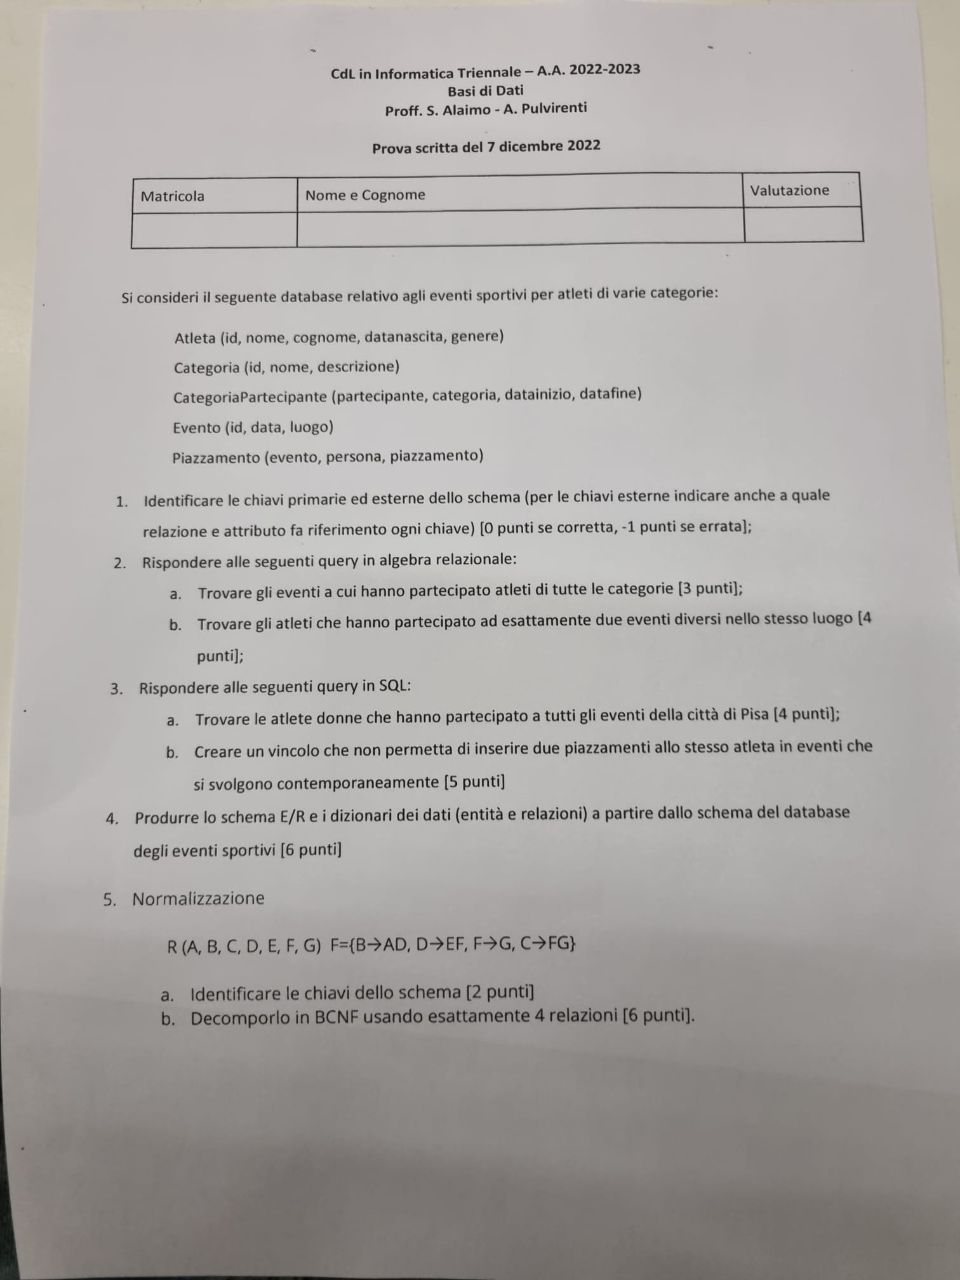 CdL in Informatica Triennale – A.A. 2022-2023
Basi di Dati
Proff. S. Alaimo - A. Pulvirenti
Prova scritta del 7 dicembre 2022
Matricola Nome e Cognome Valutazione
Si consideri il seguente database relativo agli eventi sportivi per atleti di varie categorie:
Atleta (id, nome, cognome, datanascita, genere)
Categoria (id, nome, descrizione)
CategoriaPartecipante (partecipante, categoria, datainizio, datafine)
Evento (id, data, luogo)
Piazzamento (evento, persona, piazzamento)
1. Identificare le chiavi primarie ed esterne dello schema (per le chiavi esterne indicare anche a quale
relazione e attributo fa riferimento ogni chiave) [0 punti se corretta, -1 punti se errata];
2. Rispondere alle seguenti query in algebra relazionale:
a. Trovare gli eventi a cui hanno partecipato atleti di tutte le categorie [3 punti];
b. Trovare gli atleti che hanno partecipato ad esattamente due eventi diversi nello stesso luogo [4
punti];
3. Rispondere alle seguenti query in SQL:
a. Trovare le atlete donne che hanno partecipato a tutti gli eventi della città di Pisa [4 punti];
b. Creare un vincolo che non permetta di inserire due piazzamenti allo stesso atleta in eventi che
si svolgono contemporaneamente [5 punti]
4. Produrre lo schema E/R e i dizionari dei dati (entità e relazioni) a partire dallo schema del database
degli eventi sportivi [6 punti]
5. Normalizzazione
R (A, B, C, D, E, F, G) F={B→AD, D→EF, F→G, C→FG}
a. Identificare le chiavi dello schema [2 punti]
b. Decomporlo in BCNF usando esattamente 4 relazioni [6 punti].